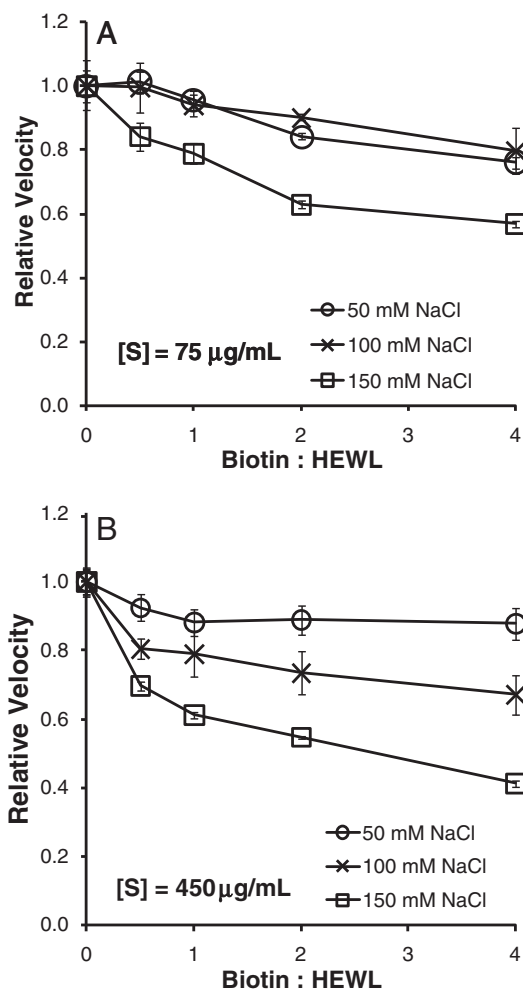 A
1.2
1.0
0.8
0.6
0.4
0.2
0.0
Relative Velocity
50 mM NaCl
100 mM NaCl
150 mM NaCl
[S] = 75 μg/mL
0 1 2 3 4
Biotin : HEWL
B
1.2
1.0
0.8
0.6
0.4
0.2
0.0
Relative Velocity
50 mM NaCl
100 mM NaCl
150 mM NaCl
[S] = 450 μg/mL
0 1 2 3 4
Biotin : HEWL